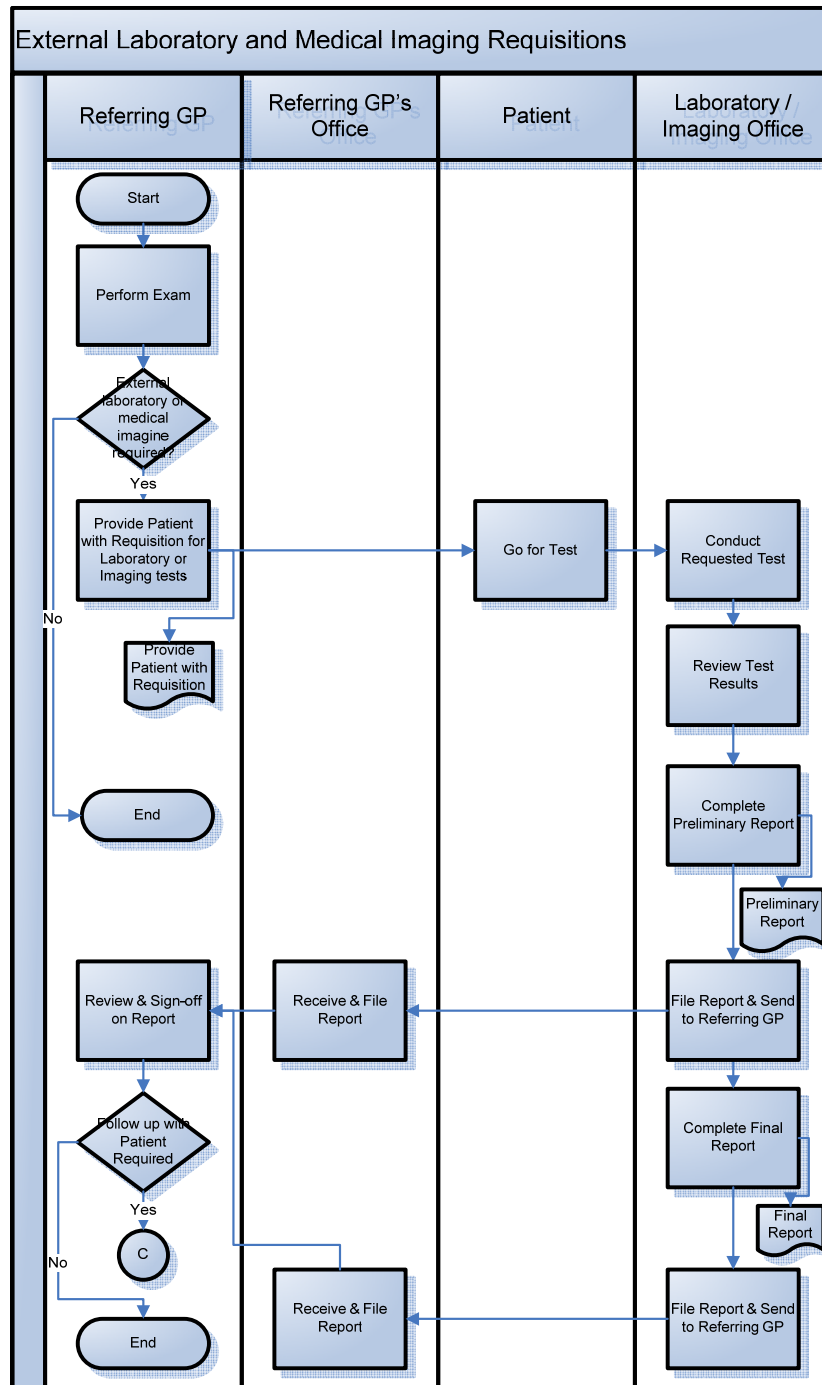 External Laboratory and Medical Imaging Requisitions
Referring GP
Referring GP's
Office
Patient
Laboratory /
Imaging Office
Start
Perform Exam
External
laboratory or
medical
imagine
required?
Yes
No
Provide Patient
with Requisition for
Laboratory or
Imaging tests
Go for Test
Conduct
Requested Test
Provide
Patient with
Requisition
Review Test
Results
End
Complete
Preliminary Report
Preliminary
Report
Review & Sign-off
on Report
Receive & File
Report
File Report & Send
to Referring GP
Follow up with
Patient
Required
Yes
No
C
Complete Final
Report
Final
Report
End
Receive & File
Report
File Report & Send
to Referring GP